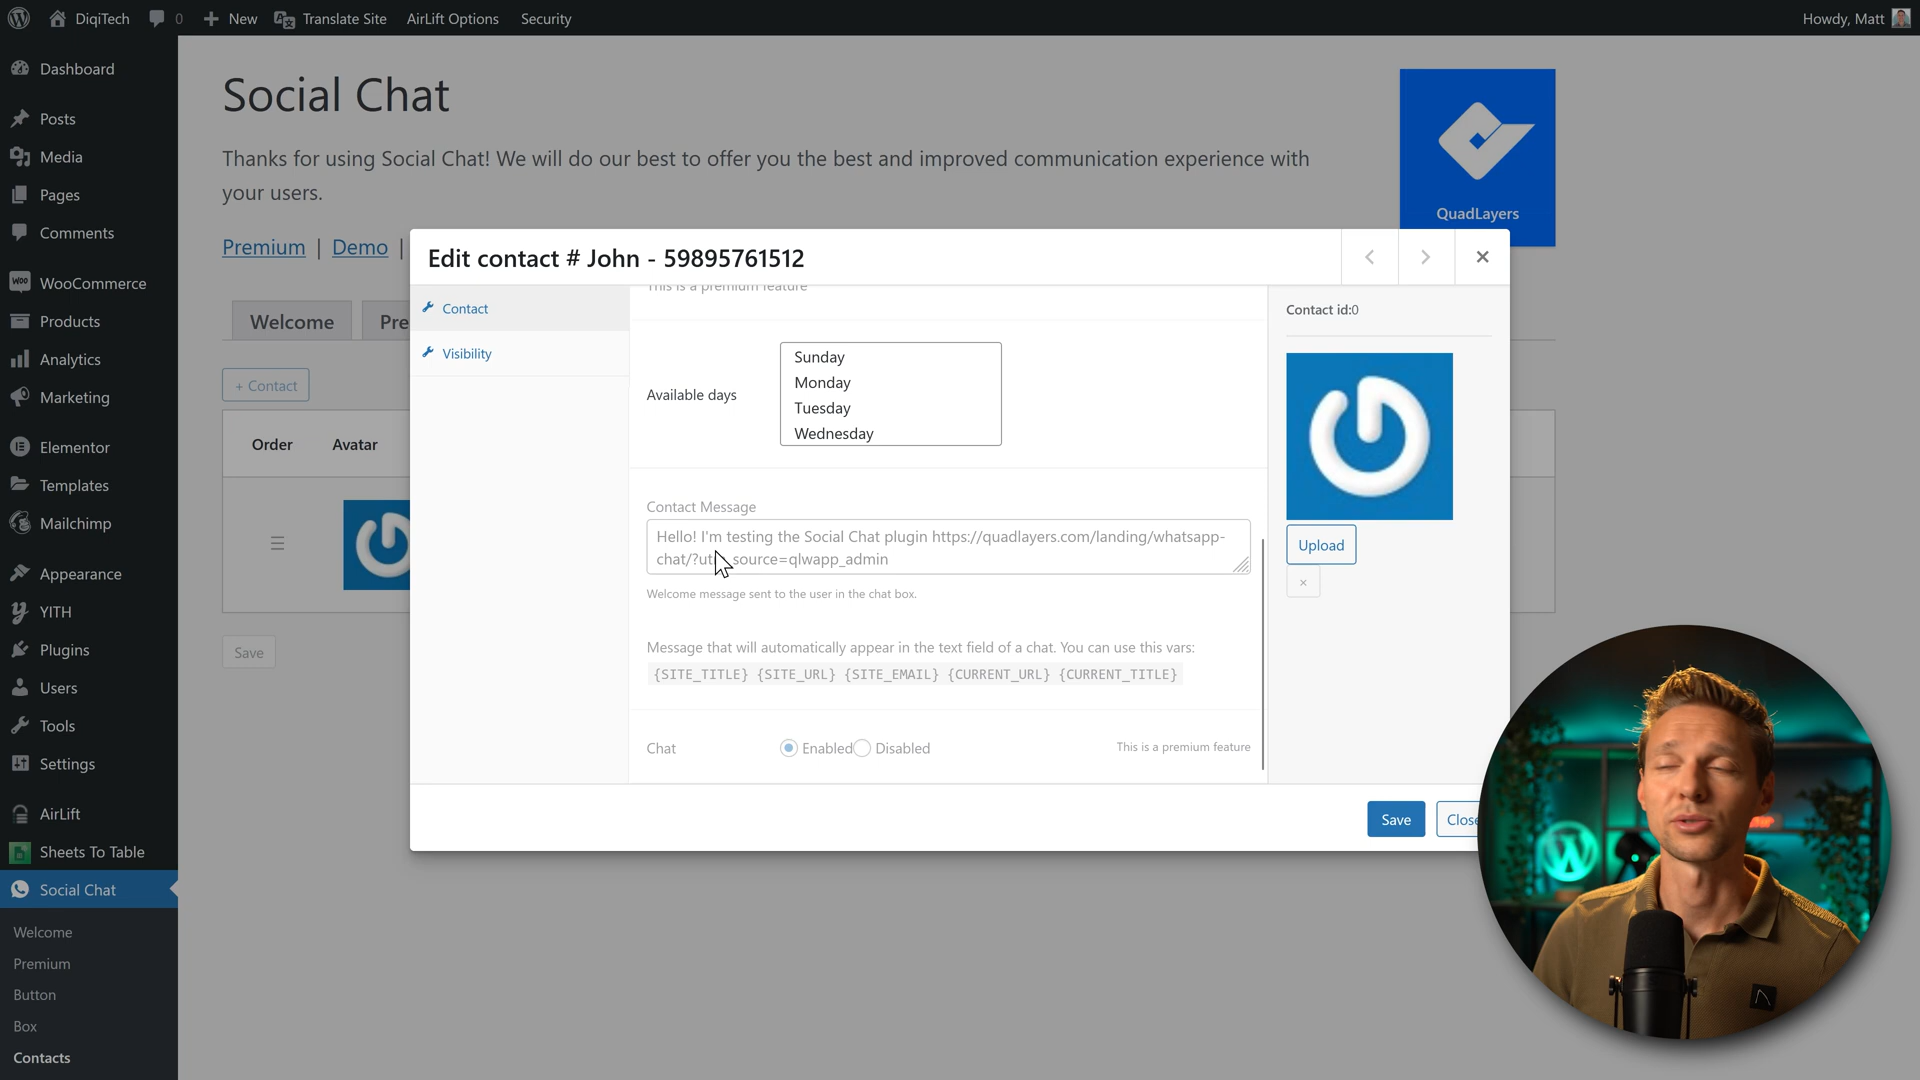 DiqiTech
0
New
Translate Site
AirLift Options
Security
Howdy, Matt
Dashboard
Posts
Media
Pages
Comments
WooCommerce
Products
Analytics
Marketing
Elementor
Templates
Mailchimp
Appearance
YITH
Plugins
Users
Tools
Settings
AirLift
Sheets To Table
Social Chat
Welcome
Premium
Button
Box
Contacts
Social Chat
Thanks for using Social Chat! We will do our best to offer you the best and improved communication experience with
your users.
Premium | Demo |
QuadLayers
Welcome
Pre
+ Contact
Order
Avatar
Save
Edit contact # John - 59895761512
Contact
Visibility
This is a premium feature
Available days
Sunday
Monday
Tuesday
Wednesday
Contact Message
Hello! I'm testing the Social Chat plugin https://quadlayers.com/landing/whatsapp-
chat/?ut source=qlwapp_admin
Welcome message sent to the user in the chat box.
Message that will automatically appear in the text field of a chat. You can use this vars:
{SITE_TITLE} {SITE_URL} {SITE_EMAIL} {CURRENT_URL} {CURRENT_TITLE}
Chat
Enabled
Disabled
This is a premium feature
Contact id:0
Upload
×
Save
Close